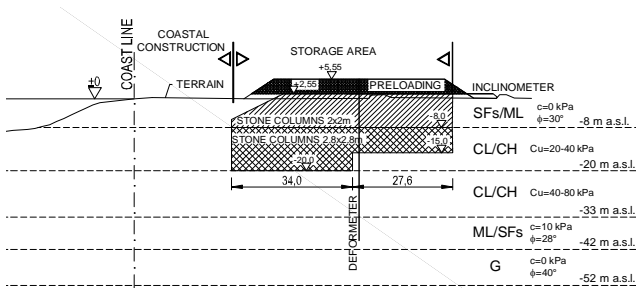 COASTAL
CONSTRUCTION
STORAGE AREA
COAST LINE
+5,55
±0
TERRAIN
+2,55
PRELOADING
INCLINOMETER
SFs/ML
c=0 kPa
ϕ=30°
-8 m a.s.l.
STONE COLUMNS 2x2m
-8,0
STONE COLUMNS 2.8x2.8m
-15,0
CL/CH
Cu=20-40 kPa
-20,0
-20 m a.s.l.
34,0
27,6
CL/CH
Cu=40-80 kPa
-33 m a.s.l.
DEFORMETER
ML/SFs
c=10 kPa
ϕ=28°
-42 m a.s.l.
G
c=0 kPa
ϕ=40°
-52 m a.s.l.